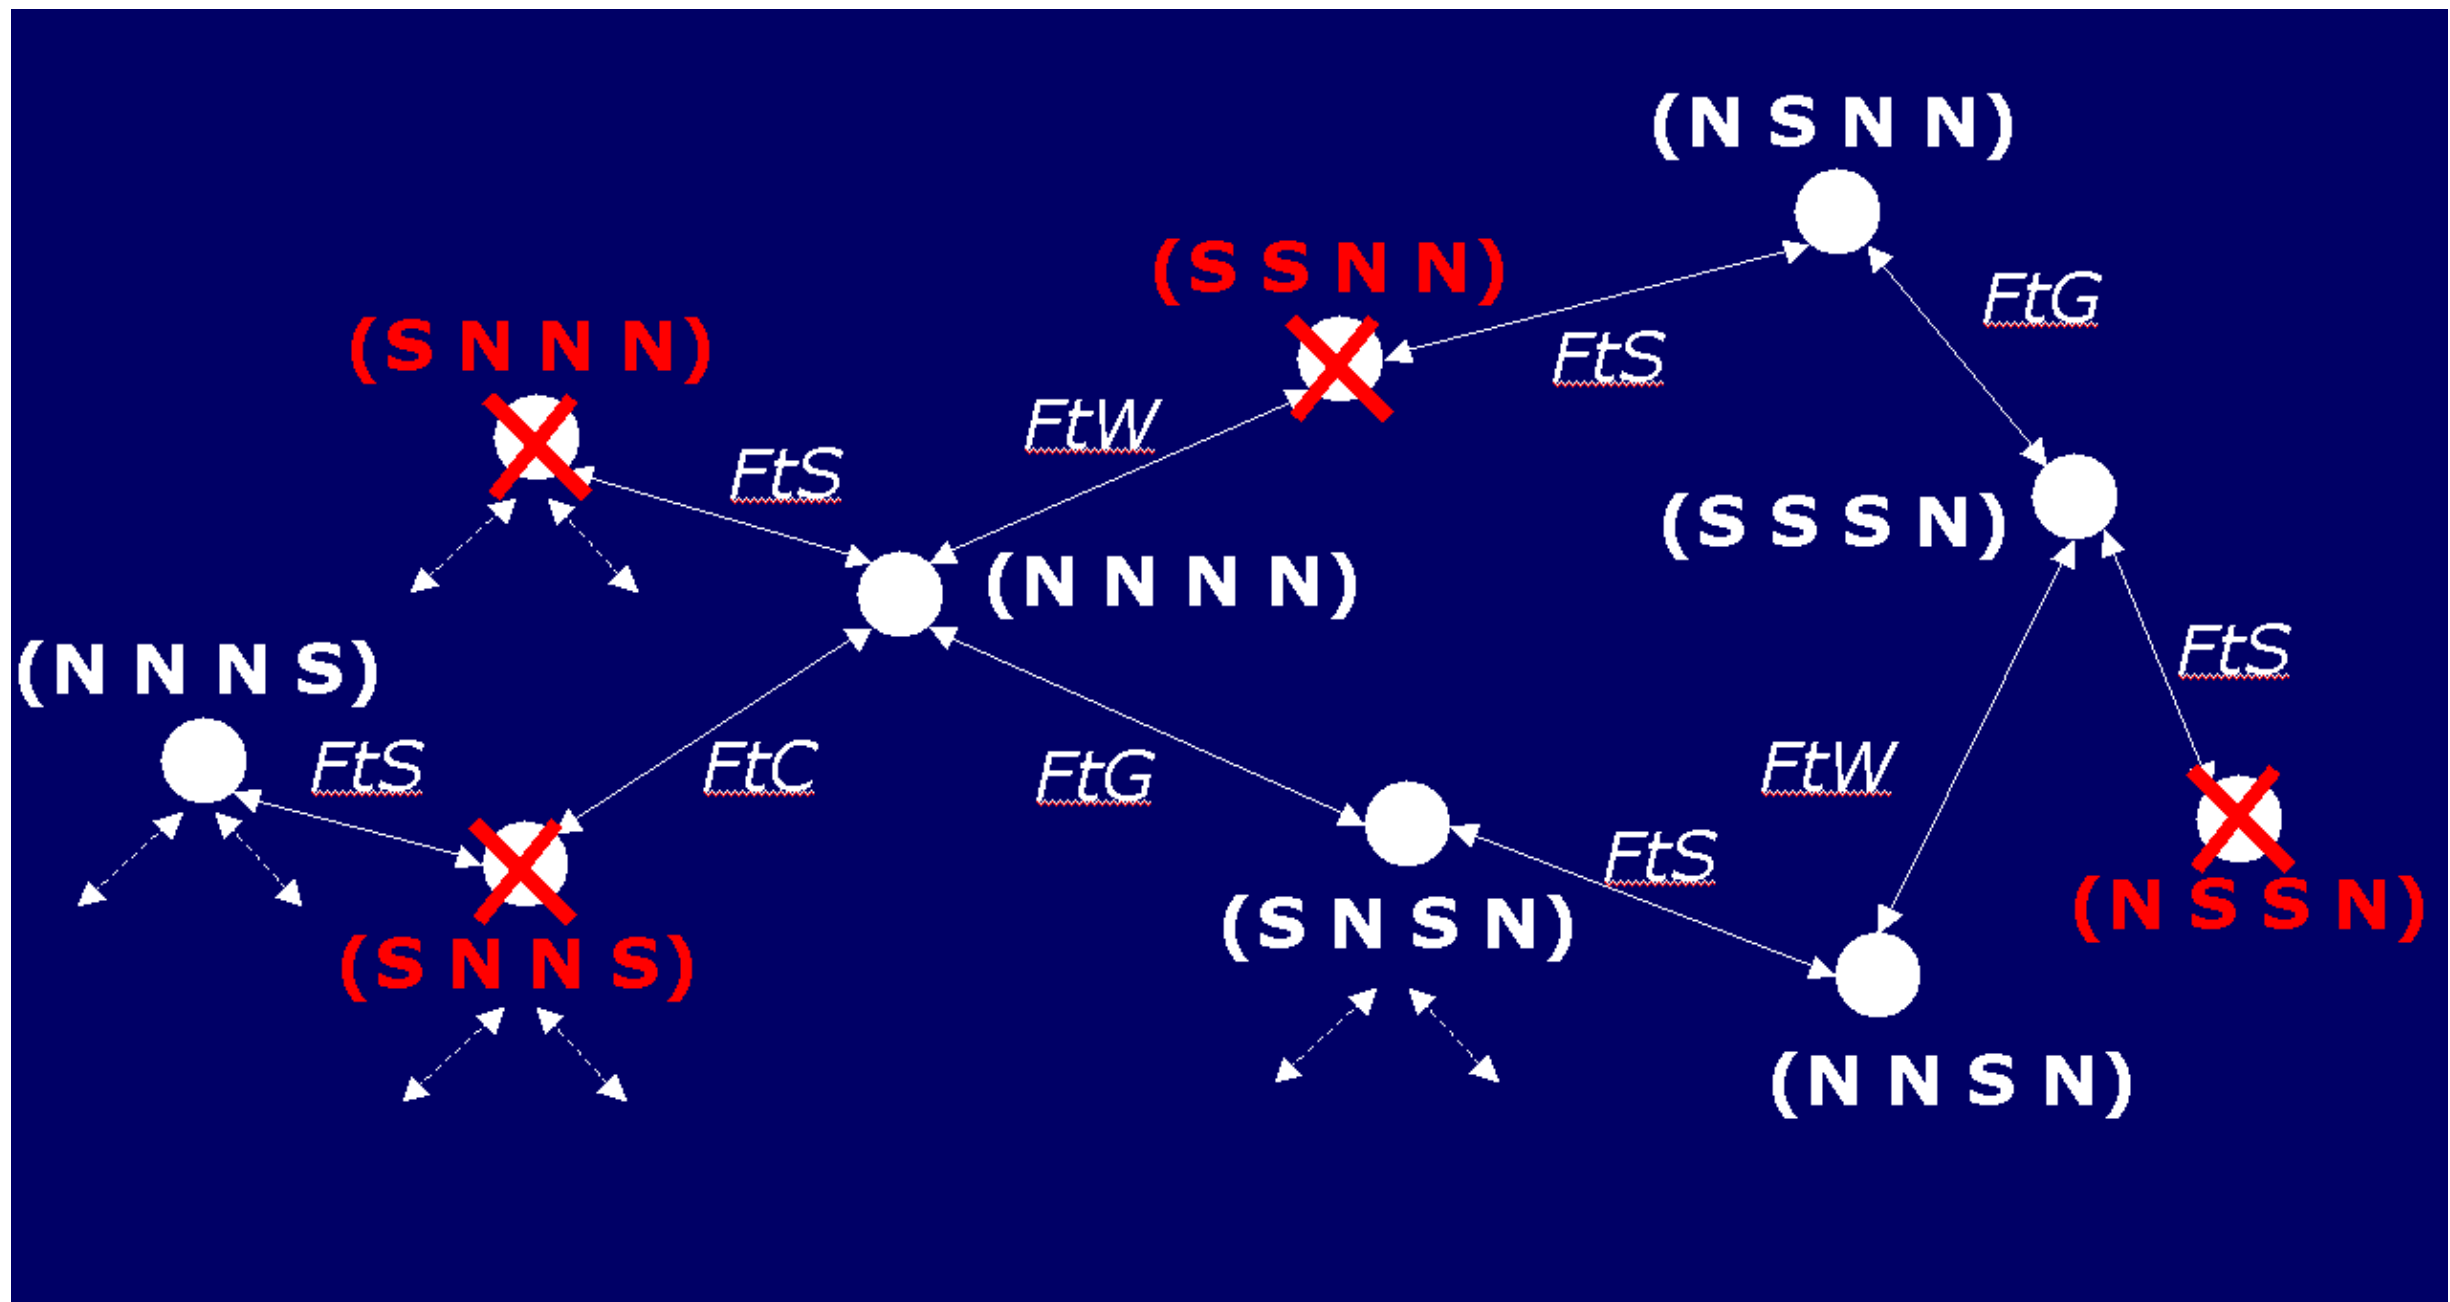 (N S N N)
(S S N N)
FtG
(S N N N)
FtS
FtW
FtS
(S S S N)
(N N N N)
FtS
(N N N S)
FtS
FtC
FtG
FtW
FtS
(N S S N)
(S N S N)
(S N N S)
(N N S N)